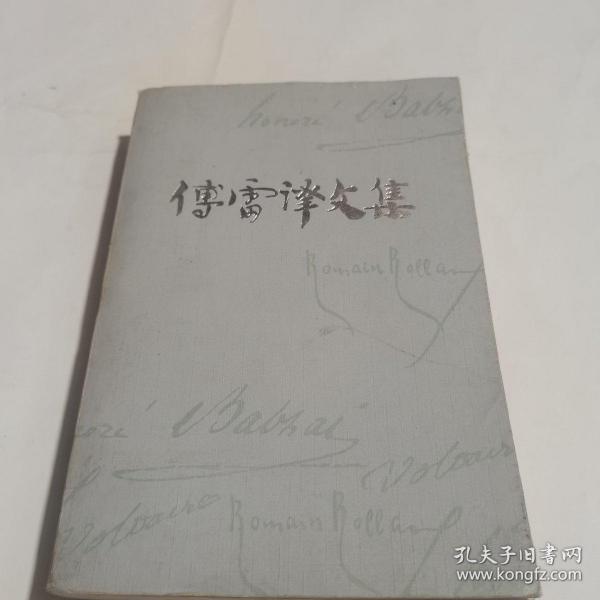 honoré Balzac
傅雷译文集
Romain Rolland
honoré Balzac
Voltaire
Voltaire
Romain Rolland
孔夫子旧书网
www.kongfz.com